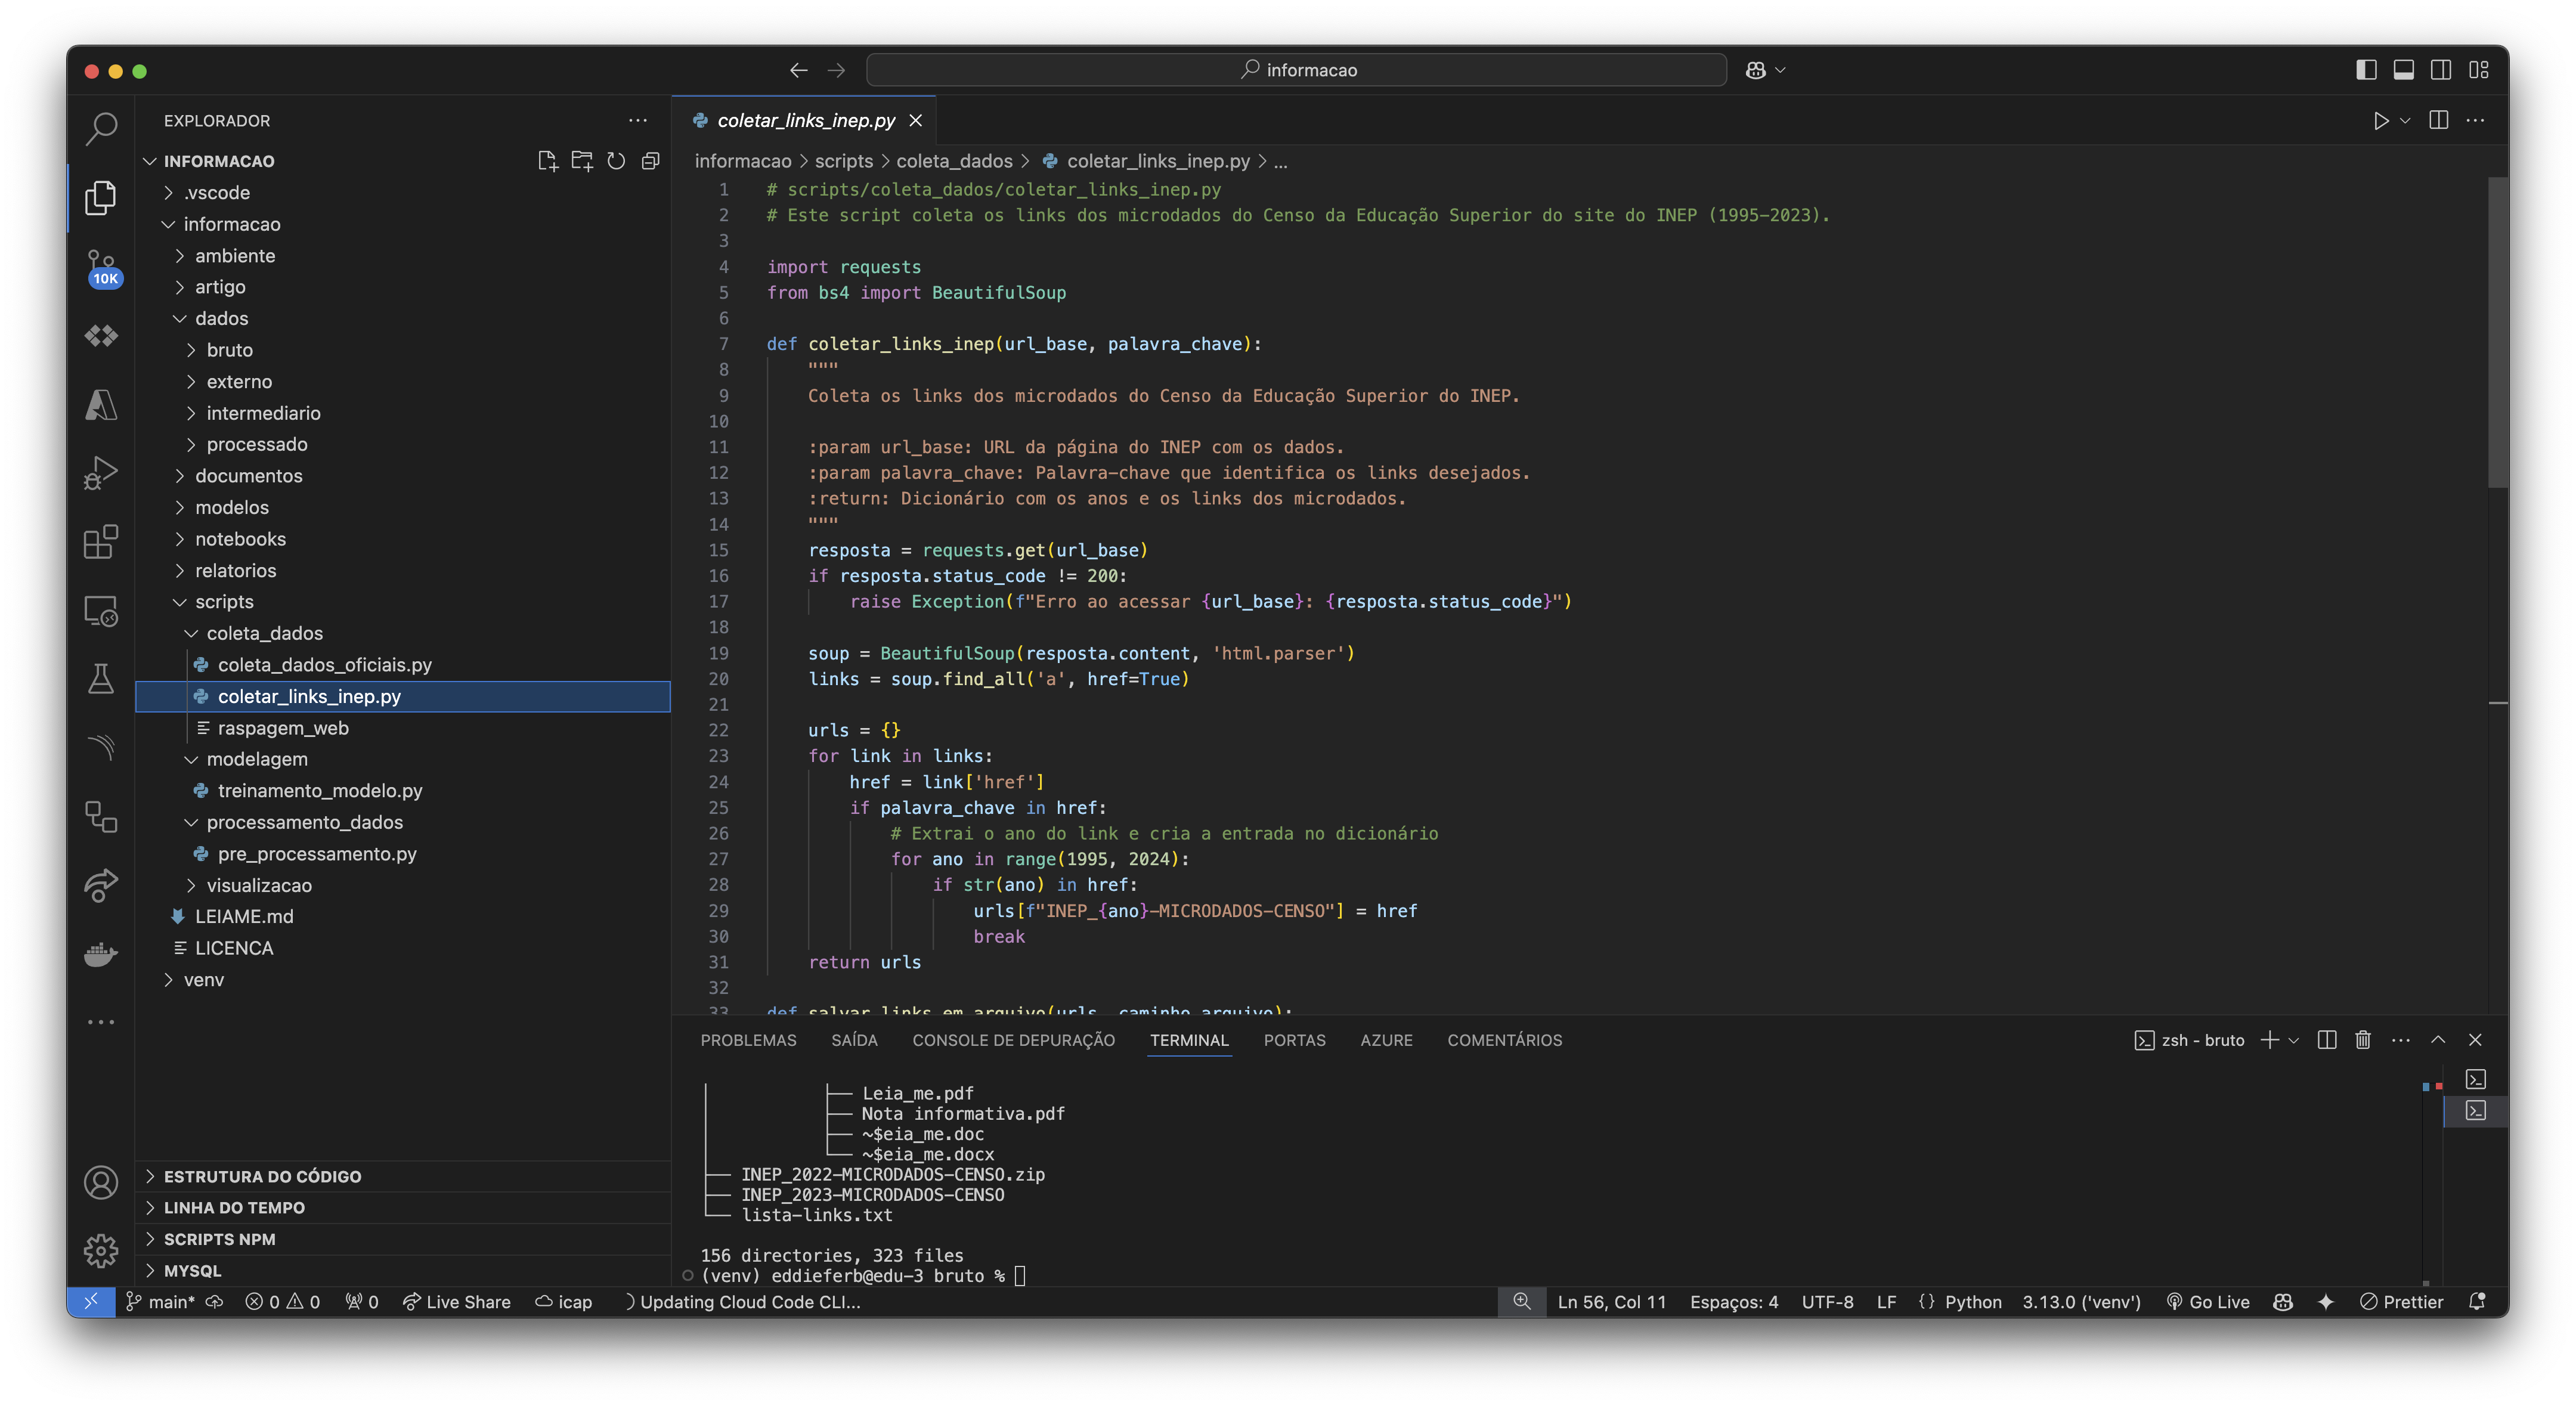 informacao
EXPLORADOR
INFORMACAO
.vscode
informacao
ambiente
artigo
dados
bruto
externo
intermediario
processado
documentos
modelos
notebooks
relatorios
scripts
coleta_dados
coleta_dados_oficiais.py
coletar_links_inep.py
raspagem_web
modelagem
treinamento_modelo.py
processamento_dados
pre_processamento.py
visualizacao
LEIAME.md
LICENCA
venv
ESTRUTURA DO CÓDIGO
LINHA DO TEMPO
SCRIPTS NPM
MYSQL
10K
coletar_links_inep.py
informacao > scripts > coleta_dados > coletar_links_inep.py > ...
1 # scripts/coleta_dados/coletar_links_inep.py
2 # Este script coleta os links dos microdados do Censo da Educação Superior do site do INEP (1995-2023).
3
4 import requests
5 from bs4 import BeautifulSoup
6
7 def coletar_links_inep(url_base, palavra_chave):
8 """
9 Coleta os links dos microdados do Censo da Educação Superior do INEP.
10
11 :param url_base: URL da página do INEP com os dados.
12 :param palavra_chave: Palavra-chave que identifica os links desejados.
13 :return: Dicionário com os anos e os links dos microdados.
14 """
15 resposta = requests.get(url_base)
16 if resposta.status_code != 200:
17 raise Exception(f"Erro ao acessar {url_base}: {resposta.status_code}")
18
19 soup = BeautifulSoup(resposta.content, 'html.parser')
20 links = soup.find_all('a', href=True)
21
22 urls = {}
23 for link in links:
24 href = link['href']
25 if palavra_chave in href:
26 # Extrai o ano do link e cria a entrada no dicionário
27 for ano in range(1995, 2024):
28 if str(ano) in href:
29 urls[f"INEP_{ano}-MICRODADOS-CENSO"] = href
30 break
31 return urls
32
33 def salvar_links_em_arquivo(urls, caminho_arquivo):
PROBLEMAS SAÍDA CONSOLE DE DEPURAÇÃO TERMINAL PORTAS AZURE COMENTÁRIOS zsh - bruto
├── Leia_me.pdf
├── Nota informativa.pdf
├── ~$eia_me.doc
└── ~$eia_me.docx
├── INEP_2022-MICRODADOS-CENSO.zip
├── INEP_2023-MICRODADOS-CENSO
└── lista-links.txt
156 directories, 323 files
(venv) eddieferb@edu-3 bruto %
main* 0 0 0 Live Share icap Updating Cloud Code CLI... Ln 56, Col 11 Espaços: 4 UTF-8 LF {} Python 3.13.0 ('venv') Go Live Prettier